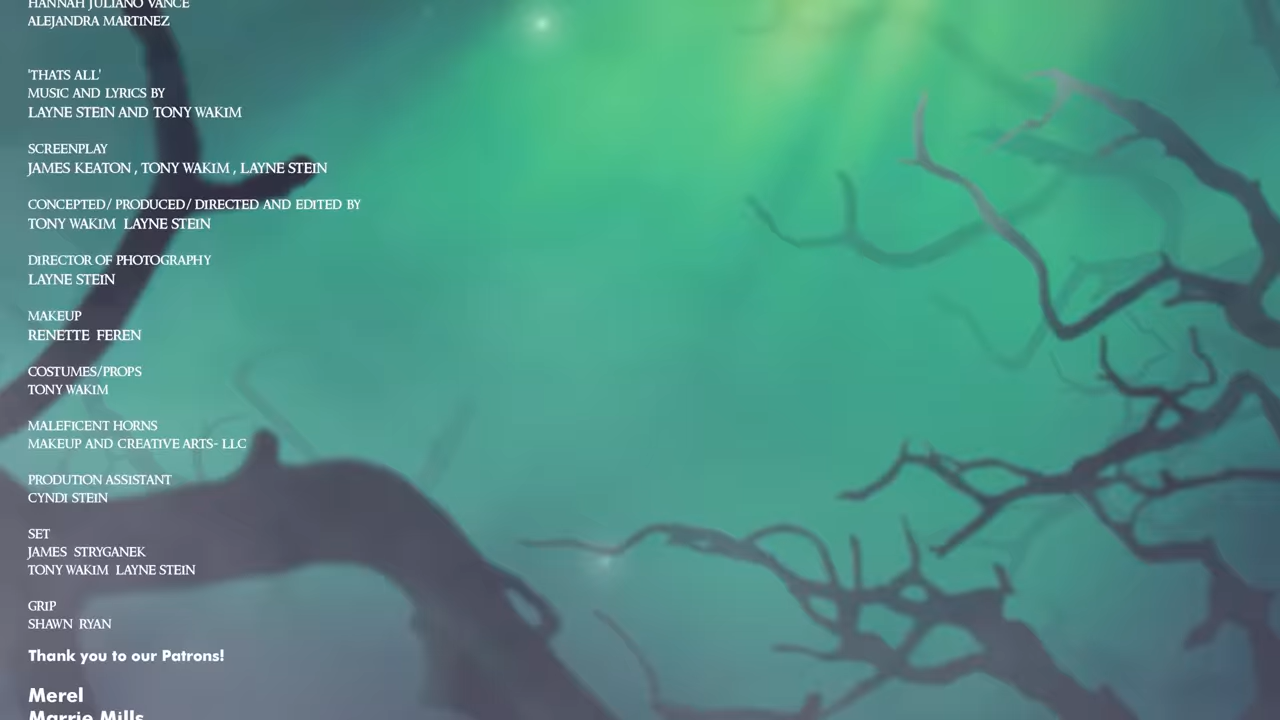 HANNAH JULIANO VANCE
ALEJANDRA MARTINEZ
'THATS ALL'
MUSIC AND LYRICS BY
LAYNE STEIN AND TONY WAKIM
SCREENPLAY
JAMES KEATON , TONY WAKIM , LAYNE STEIN
CONCEPTED/ PRODUCED/ DIRECTED AND EDITED BY
TONY WAKIM LAYNE STEIN
DIRECTOR OF PHOTOGRAPHY
LAYNE STEIN
MAKEUP
RENETTE FEREN
COSTUMES/PROPS
TONY WAKIM
MALEFICENT HORNS
MAKEUP AND CREATIVE ARTS- LLC
PRODUTION ASSISTANT
CYNDI STEIN
SET
JAMES STRYGANEK
TONY WAKIM LAYNE STEIN
GRIP
SHAWN RYAN
Thank you to our Patrons!
Merel
Marrie Mills